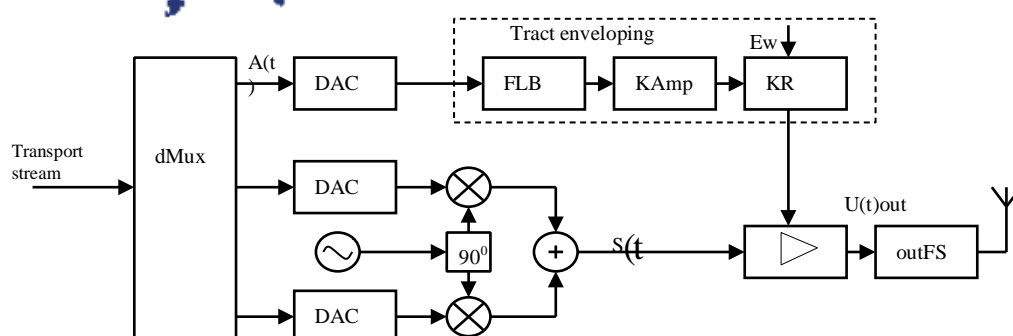 Tract enveloping
Ew
A(t
)
DAC
FLB
KAmp
KR
Transport
stream
dMux
DAC
U(t)out
90⁰
+
S(t
outFS
DAC